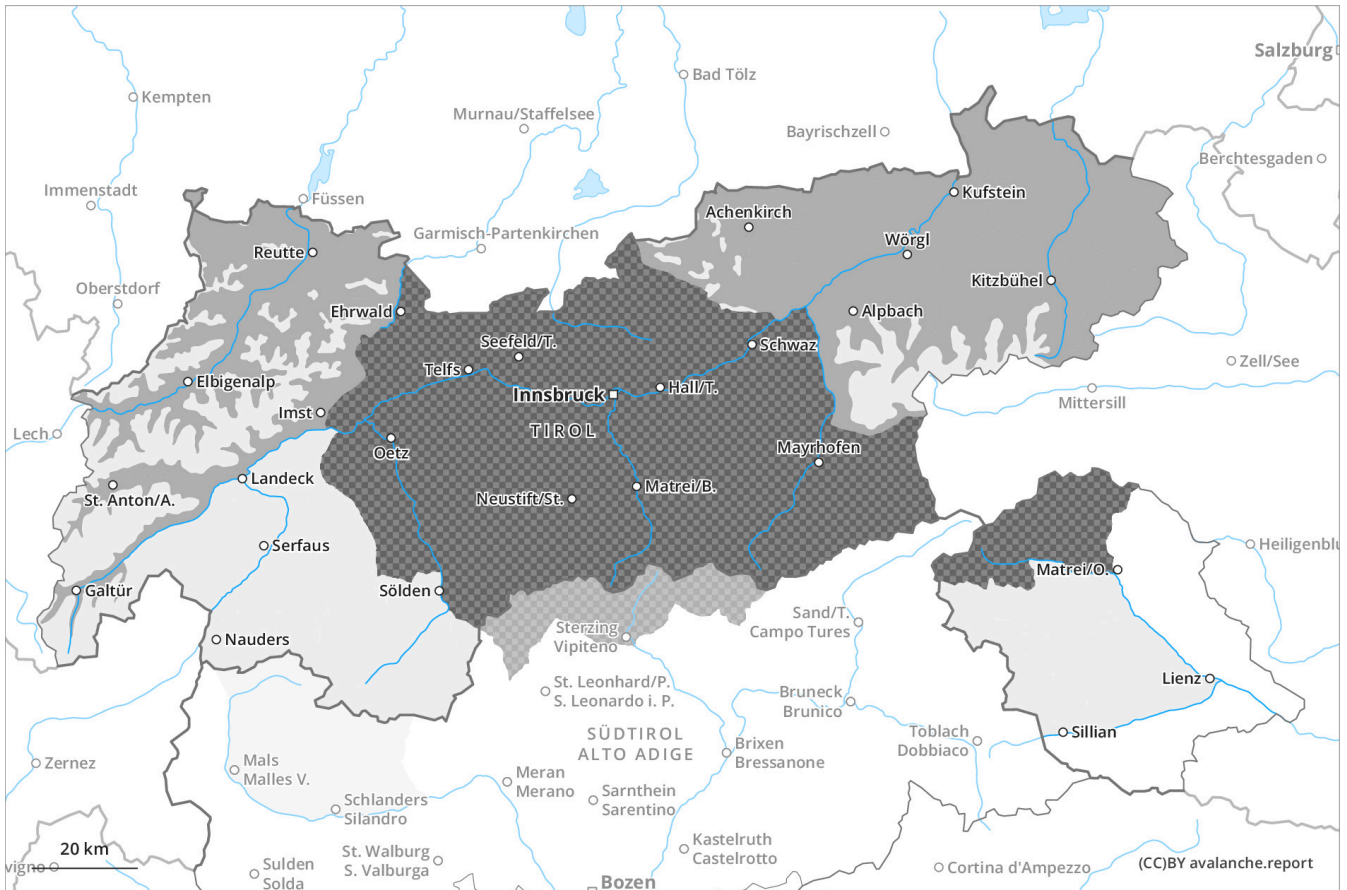 Salzburg
Bad Tölz
Kempten
Murnau/Staffelsee
Bayrischzell
Berchtesgaden
Immenstadt
Füssen
Kufstein
Achenkirch
Garmisch-Partenkirchen
Wörgl
Reutte
Kitzbühel
Oberstdorf
Ehrwald
Alpbach
Seefeld/T.
Schwaz
Zell/See
Telfs
Elbigenalp
Hall/T.
Innsbruck
Mittersill
Imst
TIROL
Lech
Mayrhofen
Oetz
Landeck
Matrei/B.
St. Anton/A.
Neustift/St.
Serfaus
Heiligenblu
Matrei/O.
Galtür
Sölden
Sand/T.
Campo Tures
Sterzing
Vipiteno
Nauders
Lienz
St. Leonhard/P.
S. Leonardo i. P.
Bruneck
Brunico
SÜDTIROL
ALTO ADIGE
Toblach
Dobbiaco
Sillian
Brixen
Bressanone
Zernez
Mals
Malles V.
Meran
Merano
Sarnthein
Sarentino
Schlanders
Silandro
Kastelruth
Castelrotto
20 km
St. Walburg
S. Valburga
vigno
Sulden
Solda
Cortina d'Ampezzo
(CC)BY avalanche.report
Bozen